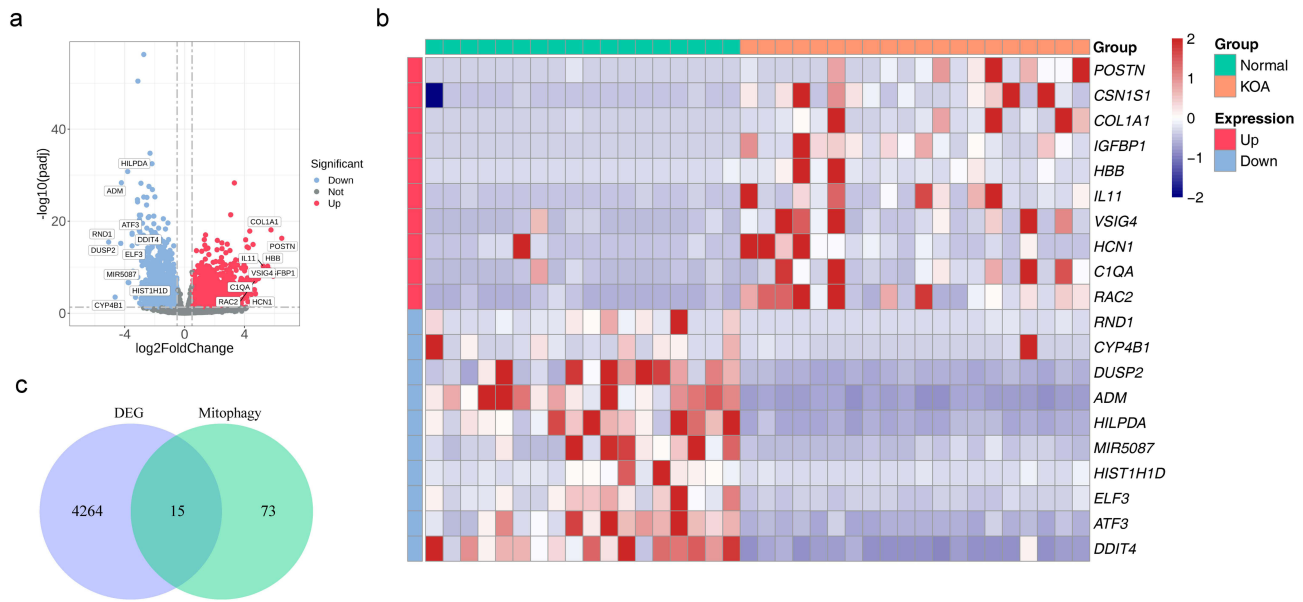 a
-log10(padj)
40
20
0
-4
0
4
log2FoldChange
HILPDA
ADM
ATF3
RND1
DDIT4
DUSP2
ELF3
MIR5087
HIST1H1D
CYP4B1
COL1A1
POSTN
IL11
HBB
VSIG4
GFBP1
C1QA
RAC2
HCN1
Significant
Down
Not
Up
b
Group
POSTN
CSN1S1
COL1A1
IGFBP1
HBB
IL11
VSIG4
HCN1
C1QA
RAC2
RND1
CYP4B1
DUSP2
ADM
HILPDA
MIR5087
HIST1H1D
ELF3
ATF3
DDIT4
2
1
0
−1
−2
Group
Normal
KOA
Expression
Up
Down
c
DEG
Mitophagy
4264
15
73